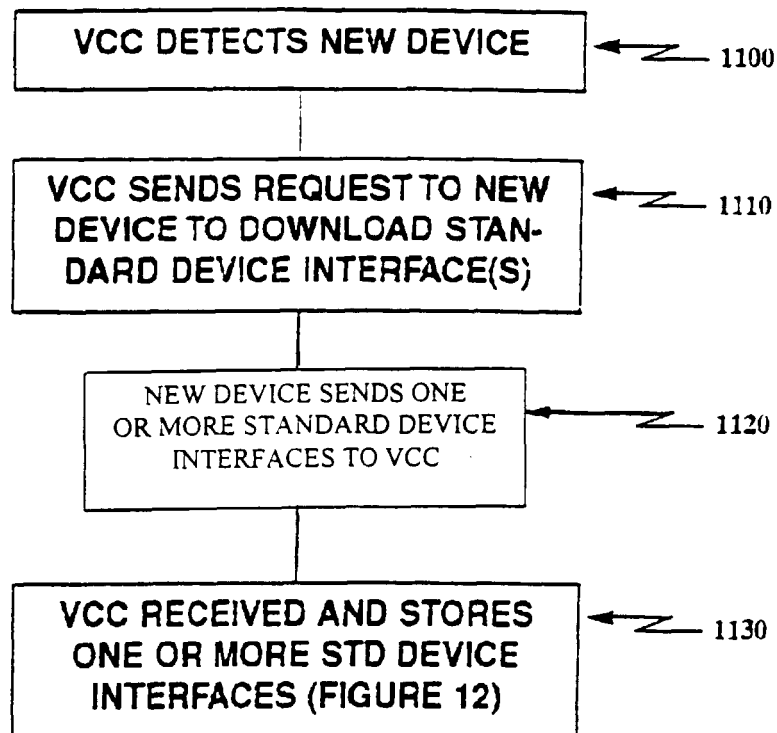 VCC DETECTS NEW DEVICE
1100
VCC SENDS REQUEST TO NEW
DEVICE TO DOWNLOAD STAN-
DARD DEVICE INTERFACE(S)
1110
NEW DEVICE SENDS ONE
OR MORE STANDARD DEVICE
INTERFACES TO VCC
1120
VCC RECEIVED AND STORES
ONE OR MORE STD DEVICE
INTERFACES (FIGURE 12)
1130